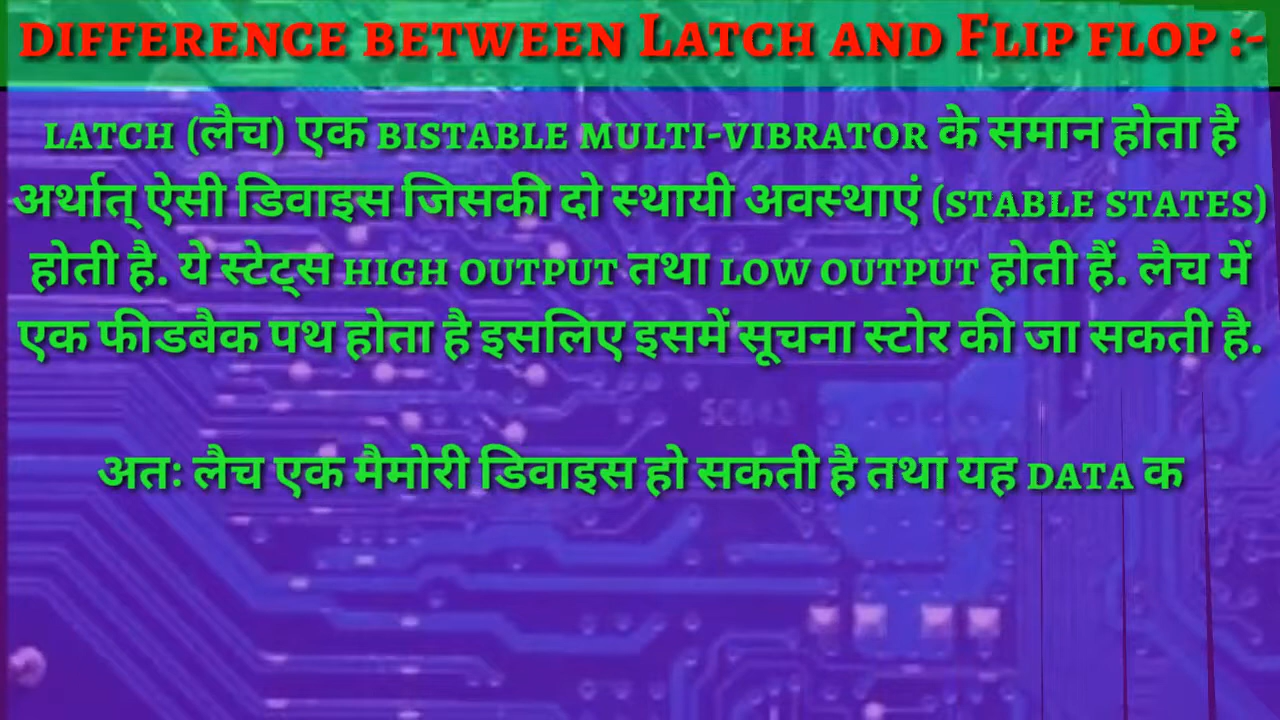 difference between Latch and Flip flop :-
latch (लैच) एक bistable multi-vibrator के समान होता है
अर्थात् ऐसी डिवाइस जिसकी दो स्थायी अवस्थाएं (stable states)
होती है. ये स्टेट्स high output तथा low output होती हैं. लैच में
एक फीडबैक पथ होता है इसलिए इसमें सूचना स्टोर की जा सकती है.
अतः लैच एक मैमोरी डिवाइस हो सकती है तथा यह data क